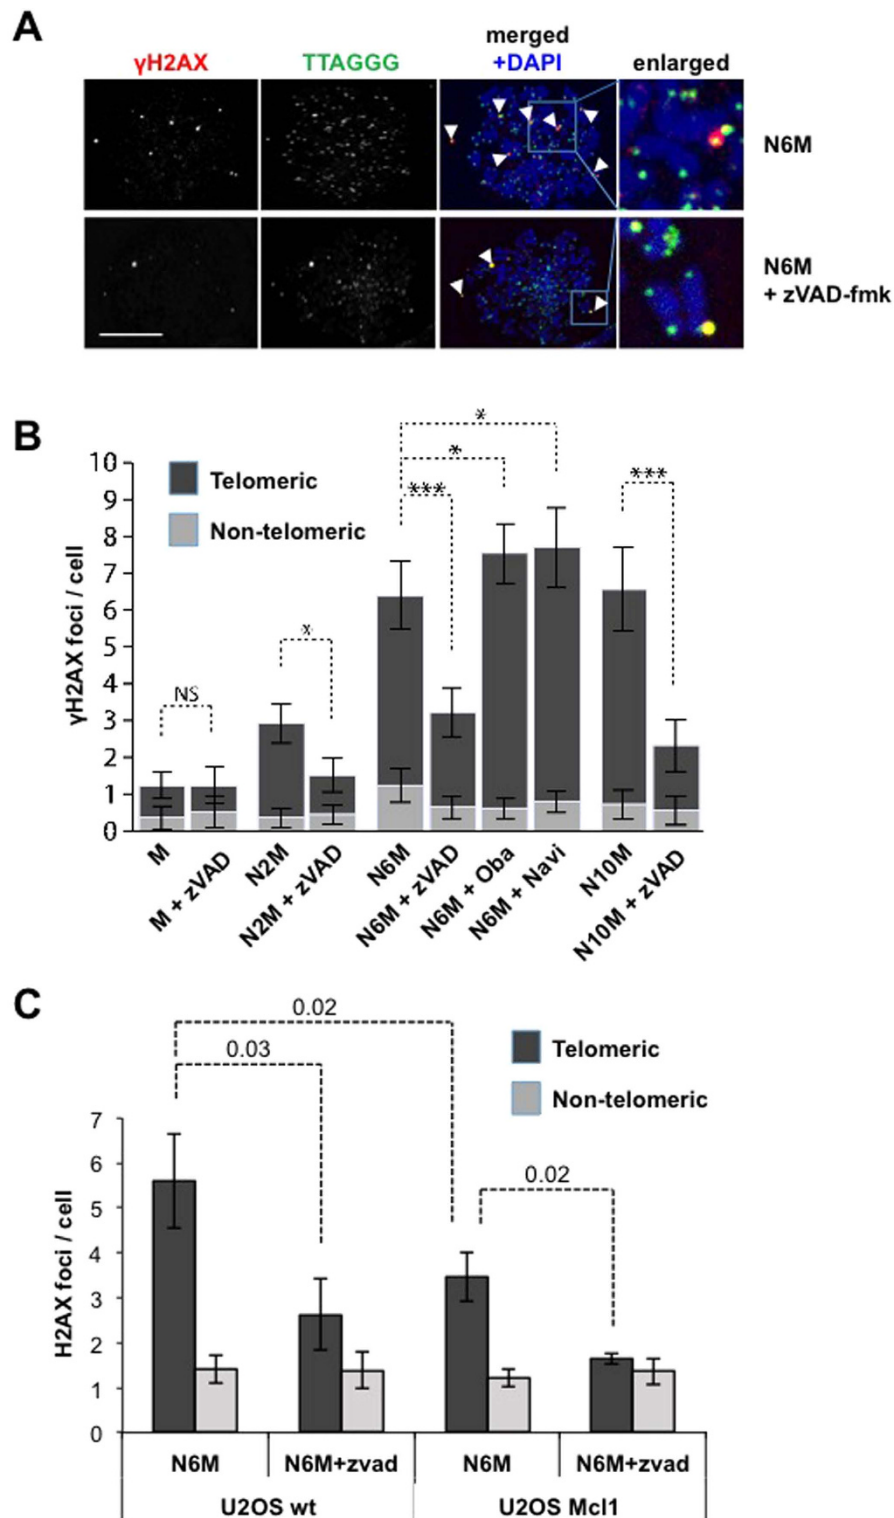 A
γH2AX
TTAGGG
merged
+DAPI
enlarged
N6M
N6M
+ zVAD-fmk
B
10
9
8
7
6
5
4
3
2
1
0
γH2AX foci / cell
Telomeric
Non-telomeric
NS
*
***
*
*
***
M
M + zVAD
N2M
N2M + zVAD
N6M
N6M + zVAD
N6M + Oba
N6M + Navi
N10M
N10M + zVAD
C
Telomeric
Non-telomeric
0.02
0.03
0.02
7
6
5
4
3
2
1
0
H2AX foci / cell
N6M
N6M+zvad
N6M
N6M+zvad
U2OS wt
U2OS Mcl1